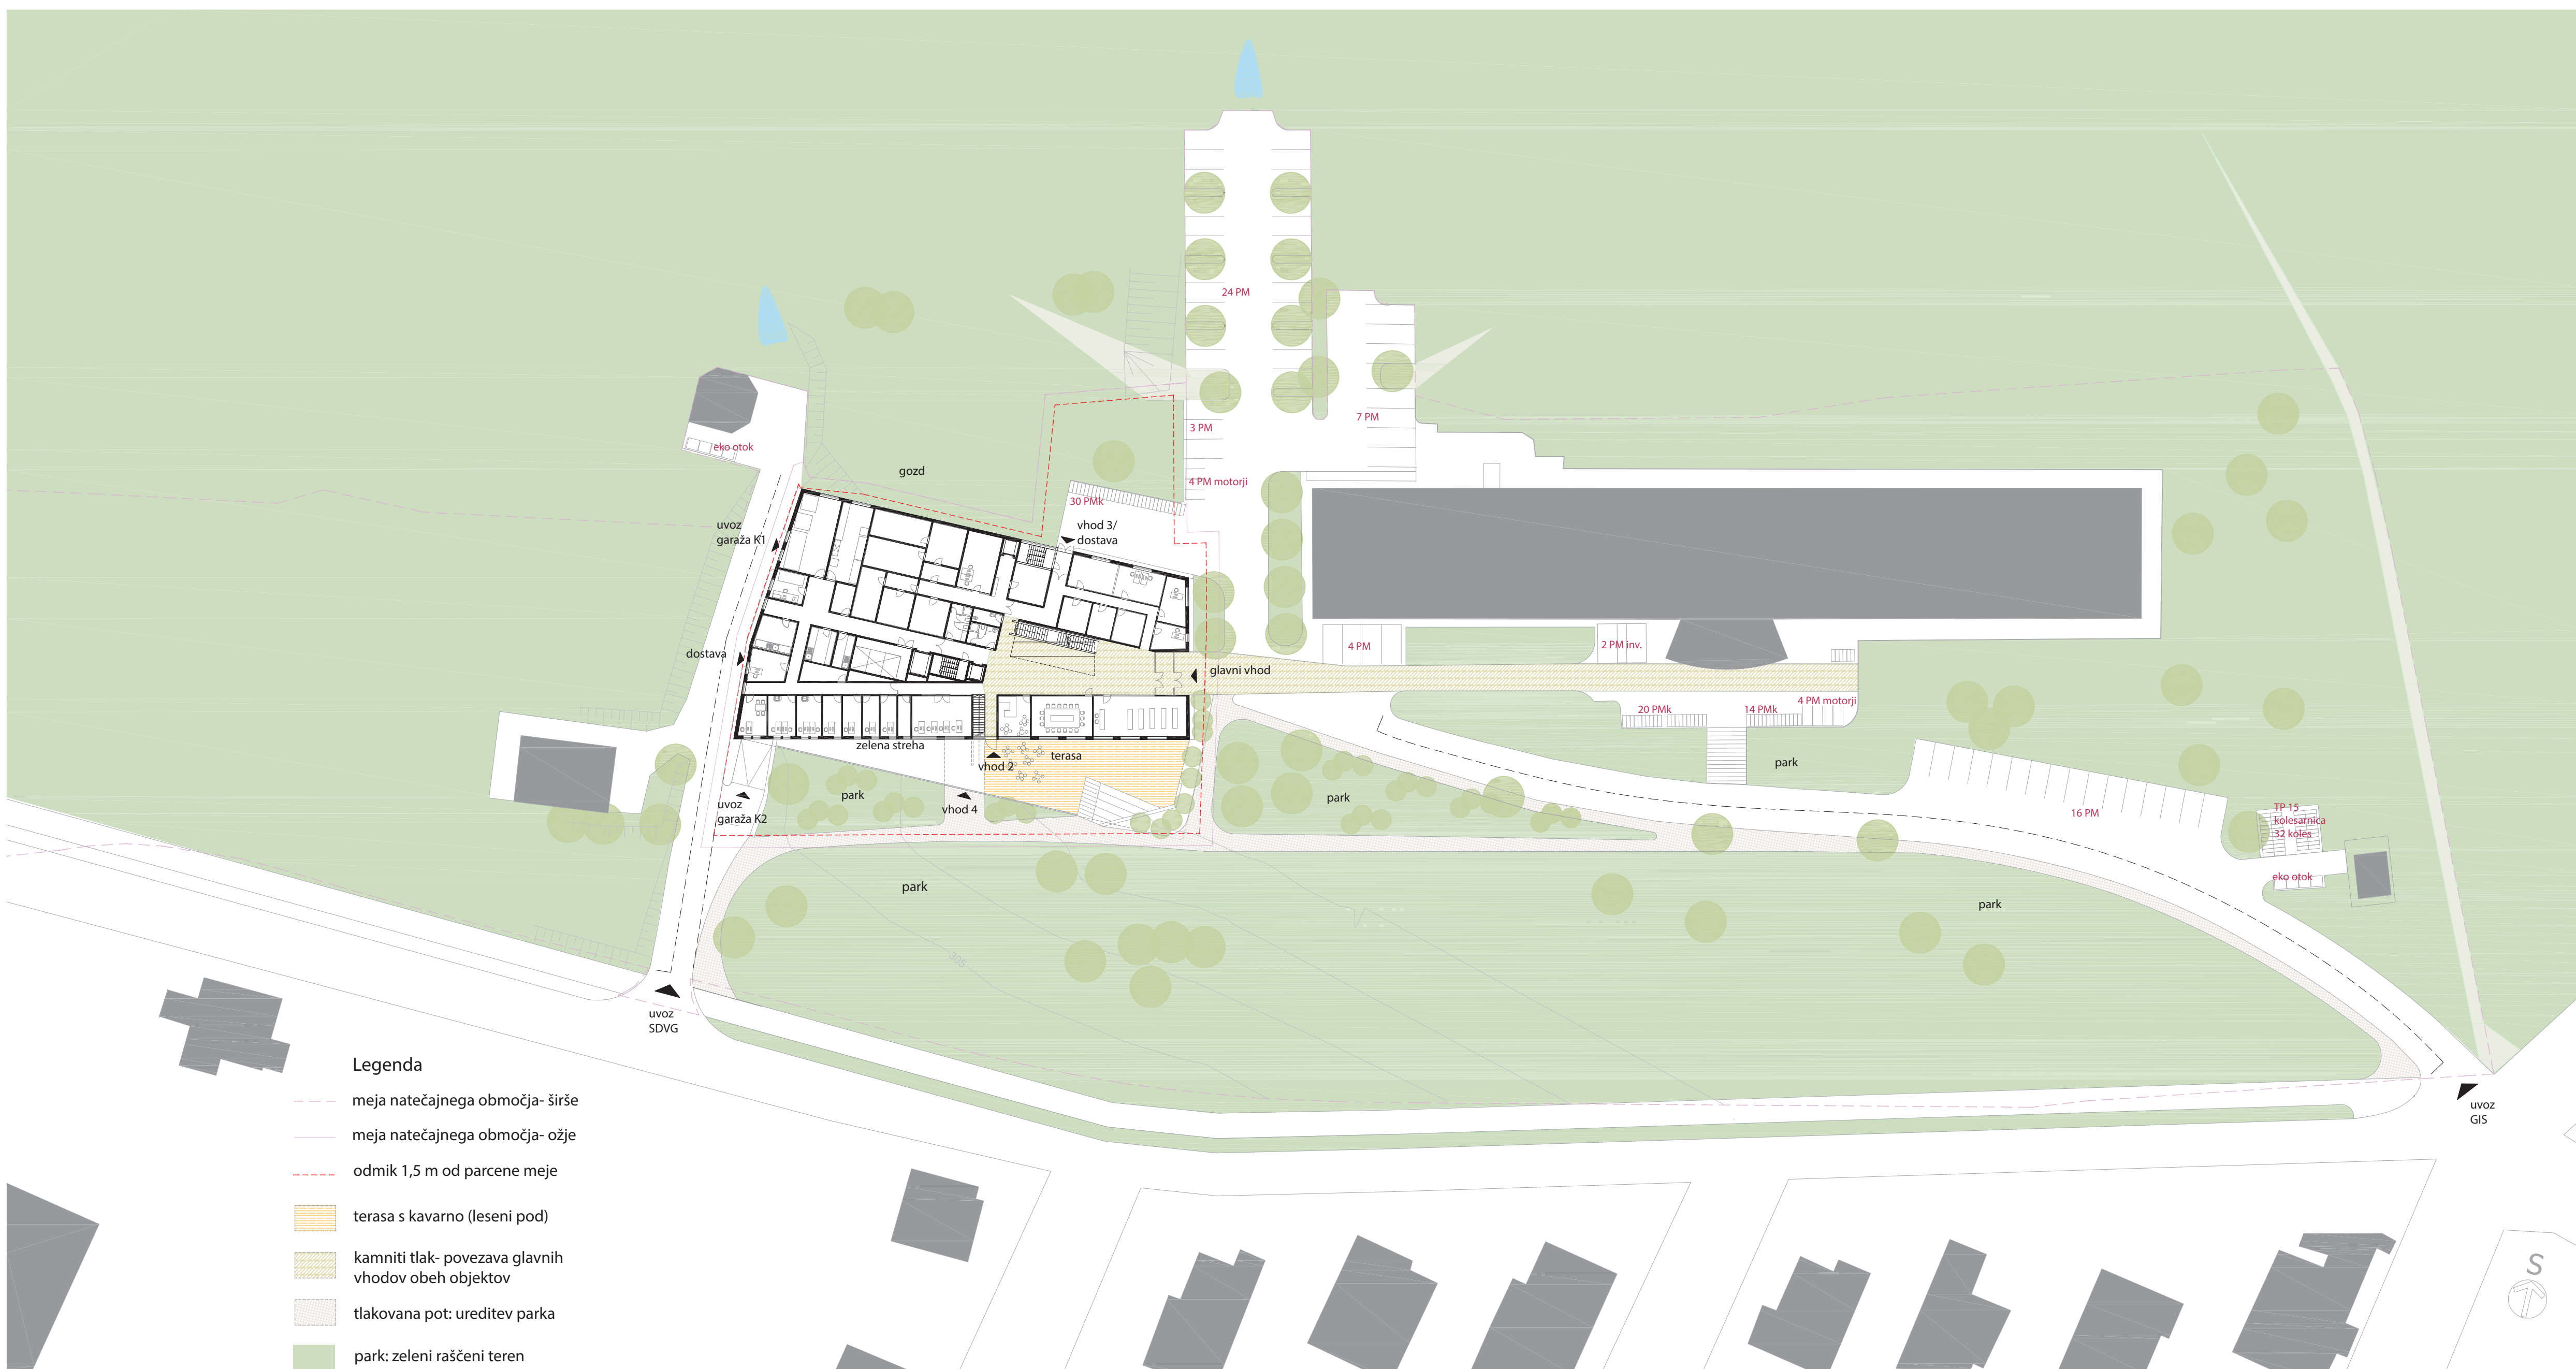 24 PM
3 PM
7 PM
eko otok
gozd
4 PM motorji
30 PMk
uvoz
garaža K1
vhod 3/
dostava
dostava
glavni vhod
4 PM
2 PM inv.
20 PMk
14 PMk
4 PM motorji
zelena streha
terasa
vhod 2
park
park
park
vhod 4
uvoz
garaža K2
16 PM
TP 15
kolesarnica
32 koles
eko otok
park
park
305
uvoz
SDVG
uvoz
GIS
Legenda
meja natečajnega območja- širše
meja natečajnega območja- ožje
odmik 1,5 m od parcene meje
terasa s kavarno (leseni pod)
kamniti tlak- povezava glavnih
vhodov obeh objektov
tlakovana pot: ureditev parka
park: zeleni raščeni teren
S